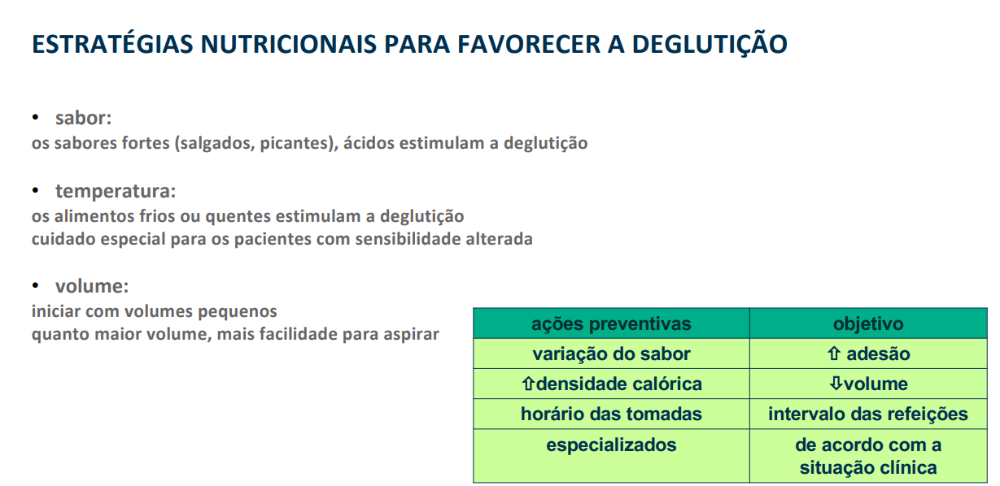 ESTRATÉGIAS NUTRICIONAIS PARA FAVORECER A DEGLUTIÇÃO
• sabor:
os sabores fortes (salgados, picantes), ácidos estimulam a deglutição
• temperatura:
os alimentos frios ou quentes estimulam a deglutição
cuidado especial para os pacientes com sensibilidade alterada
• volume:
iniciar com volumes pequenos
quanto maior volume, mais facilidade para aspirar
ações preventivas objetivo
variação do sabor ⇧ adesão
⇧densidade calórica ⇩volume
horário das tomadas intervalo das refeições
especializados de acordo com a
situação clínica